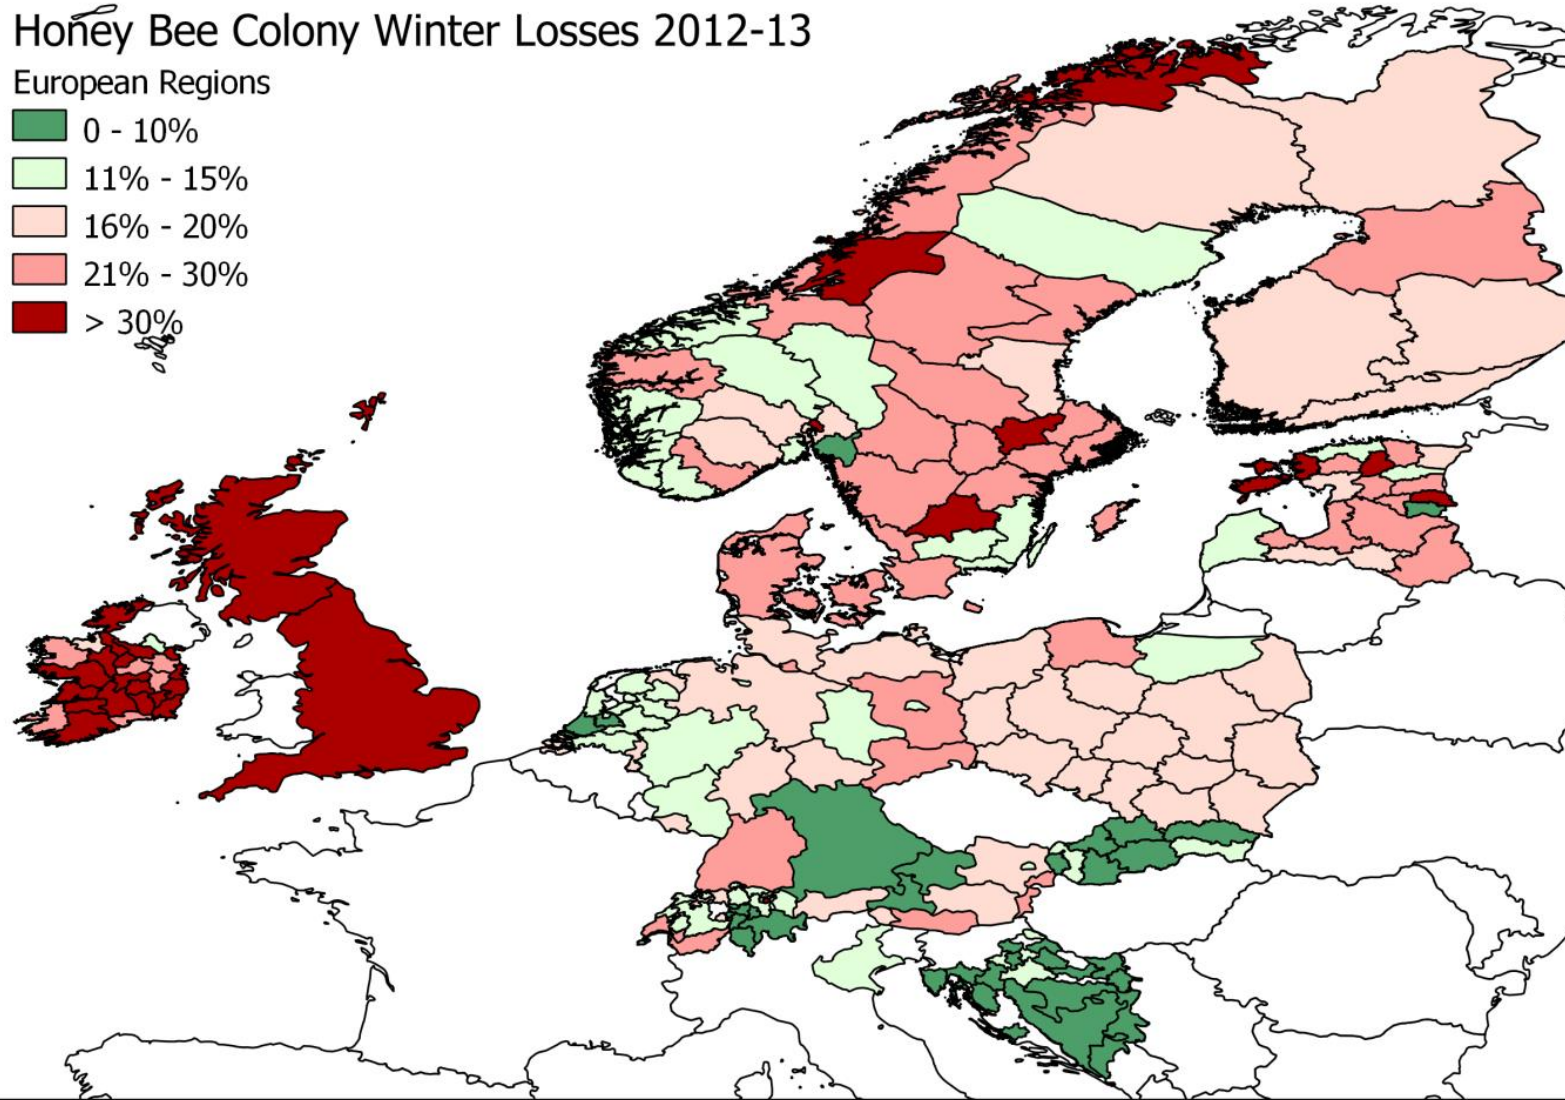 Honey Bee Colony Winter Losses 2012-13
European Regions
0 - 10%
11% - 15%
16% - 20%
21% - 30%
> 30%